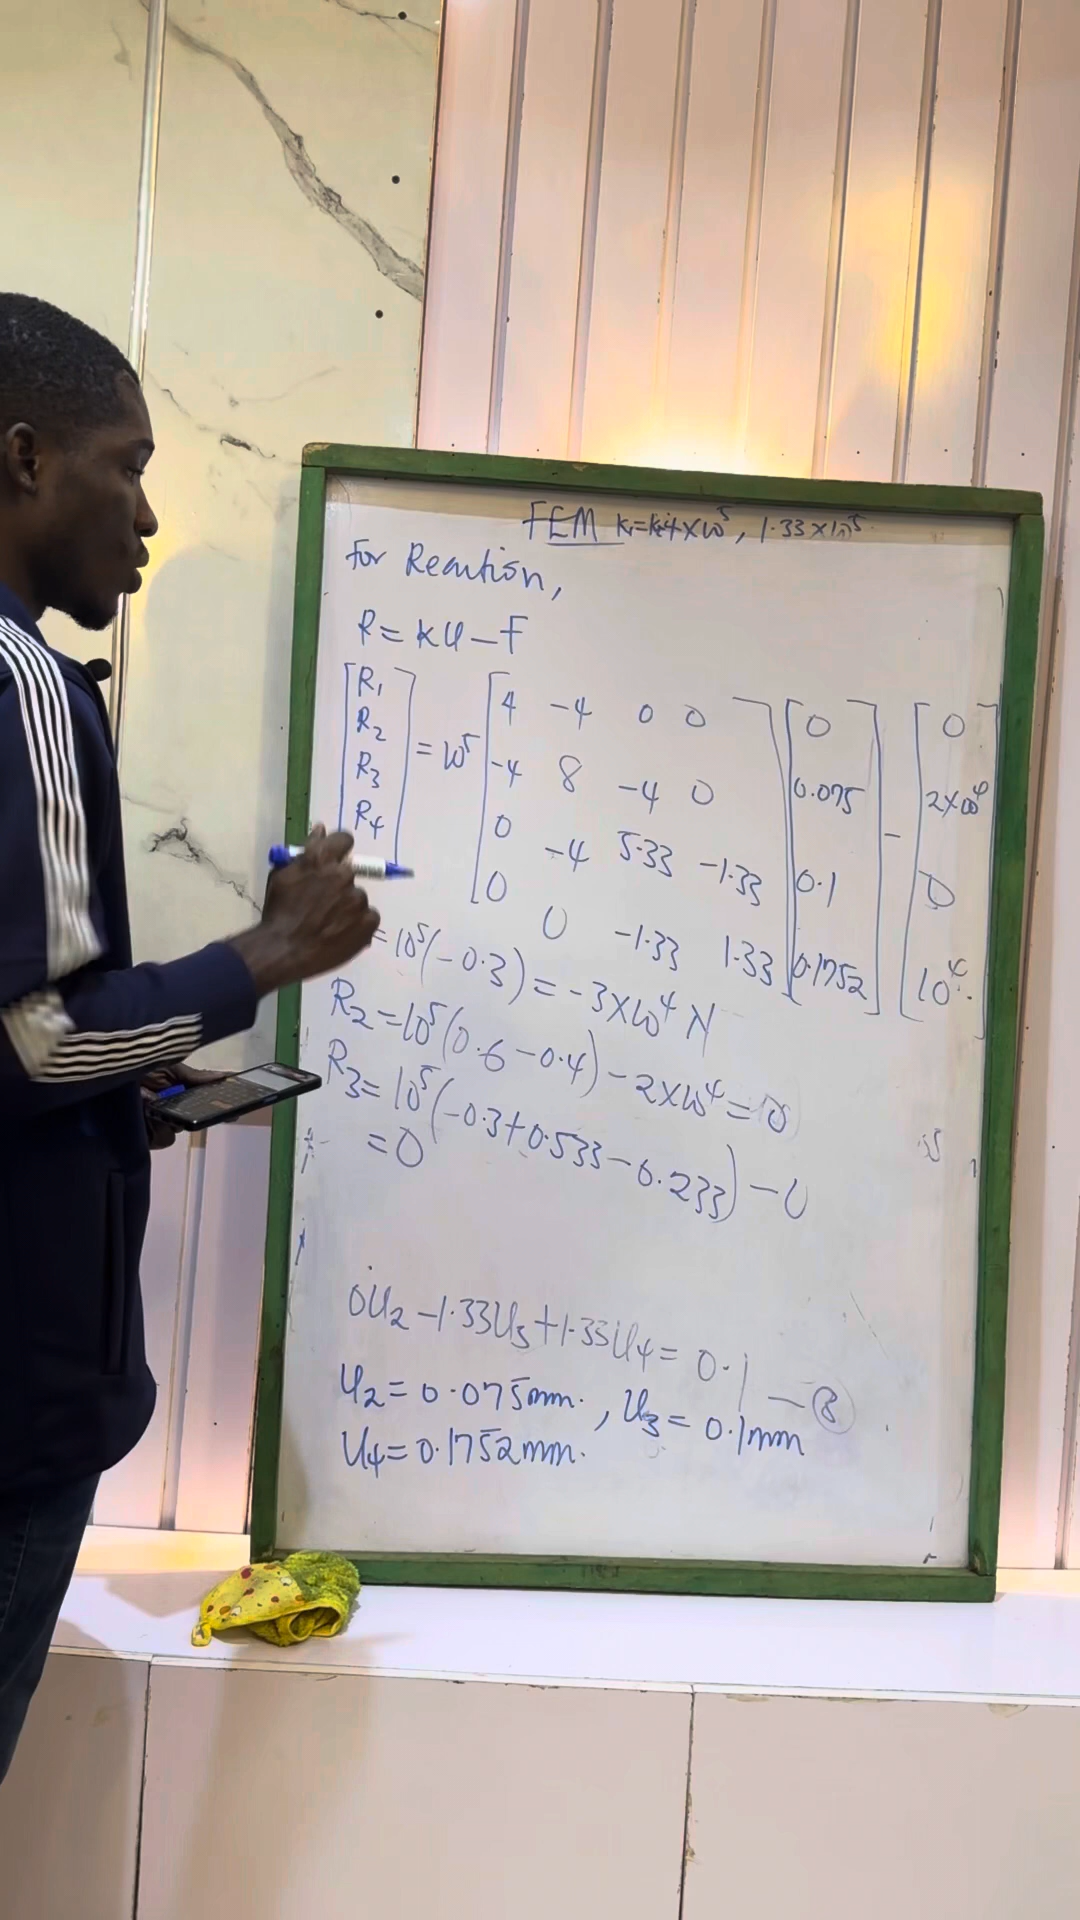 FEM K₁=K₂4×10⁵, 1.33×10⁵
For Reaction,
R = KU − F
[R₁ R₂ R₃ R₄] = 10⁵ [4 −4 0 0; −4 8 −4 0; 0 −4 5.33 −1.33; 0 0 −1.33 1.33] [0 0.075 0.1 0.1752] − [0 2×10⁴ 0 10⁴]
= 10⁵(−0.3) = −3×10⁴ N
R₂ = 10⁵(0.6 − 0.4) − 2×10⁴ = 0
R₃ = 10⁵(−0.3 + 0.533 − 0.233) − 0
= 0
0U₂ − 1.33U₃ + 1.33U₄ = 0.1 — ⑧
U₂ = 0.075mm. , U₃ = 0.1mm
U₄ = 0.1752mm.